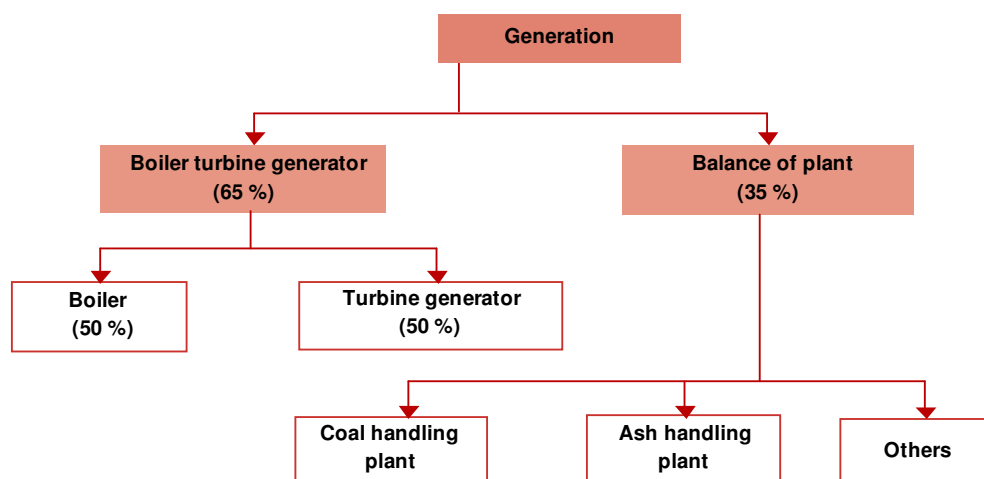 Generation
Boiler turbine generator
(65 %)
Balance of plant
(35 %)
Boiler
(50 %)
Turbine generator
(50 %)
Coal handling
plant
Ash handling
plant
Others